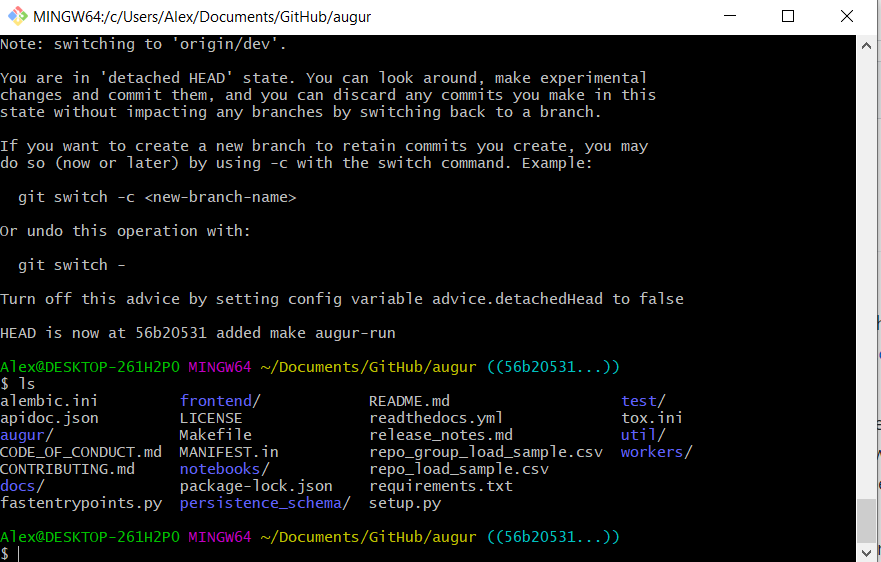 MINGW64:/c/Users/Alex/Documents/GitHub/augur
Note: switching to 'origin/dev'.
You are in 'detached HEAD' state. You can look around, make experimental
changes and commit them, and you can discard any commits you make in this
state without impacting any branches by switching back to a branch.
If you want to create a new branch to retain commits you create, you may
do so (now or later) by using -c with the switch command. Example:
git switch -c <new-branch-name>
Or undo this operation with:
git switch -
Turn off this advice by setting config variable advice.detachedHead to false
HEAD is now at 56b20531 added make augur-run
Alex@DESKTOP-261H2PO MINGW64 ~/Documents/GitHub/augur ((56b20531...))
$ ls
alembic.ini frontend/ README.md test/
apidoc.json LICENSE readthedocs.yml tox.ini
augur/ Makefile release_notes.md util/
CODE_OF_CONDUCT.md MANIFEST.in repo_group_load_sample.csv workers/
CONTRIBUTING.md notebooks/ repo_load_sample.csv
docs/ package-lock.json requirements.txt
fastentrypoints.py persistence_schema/ setup.py
Alex@DESKTOP-261H2PO MINGW64 ~/Documents/GitHub/augur ((56b20531...))
$